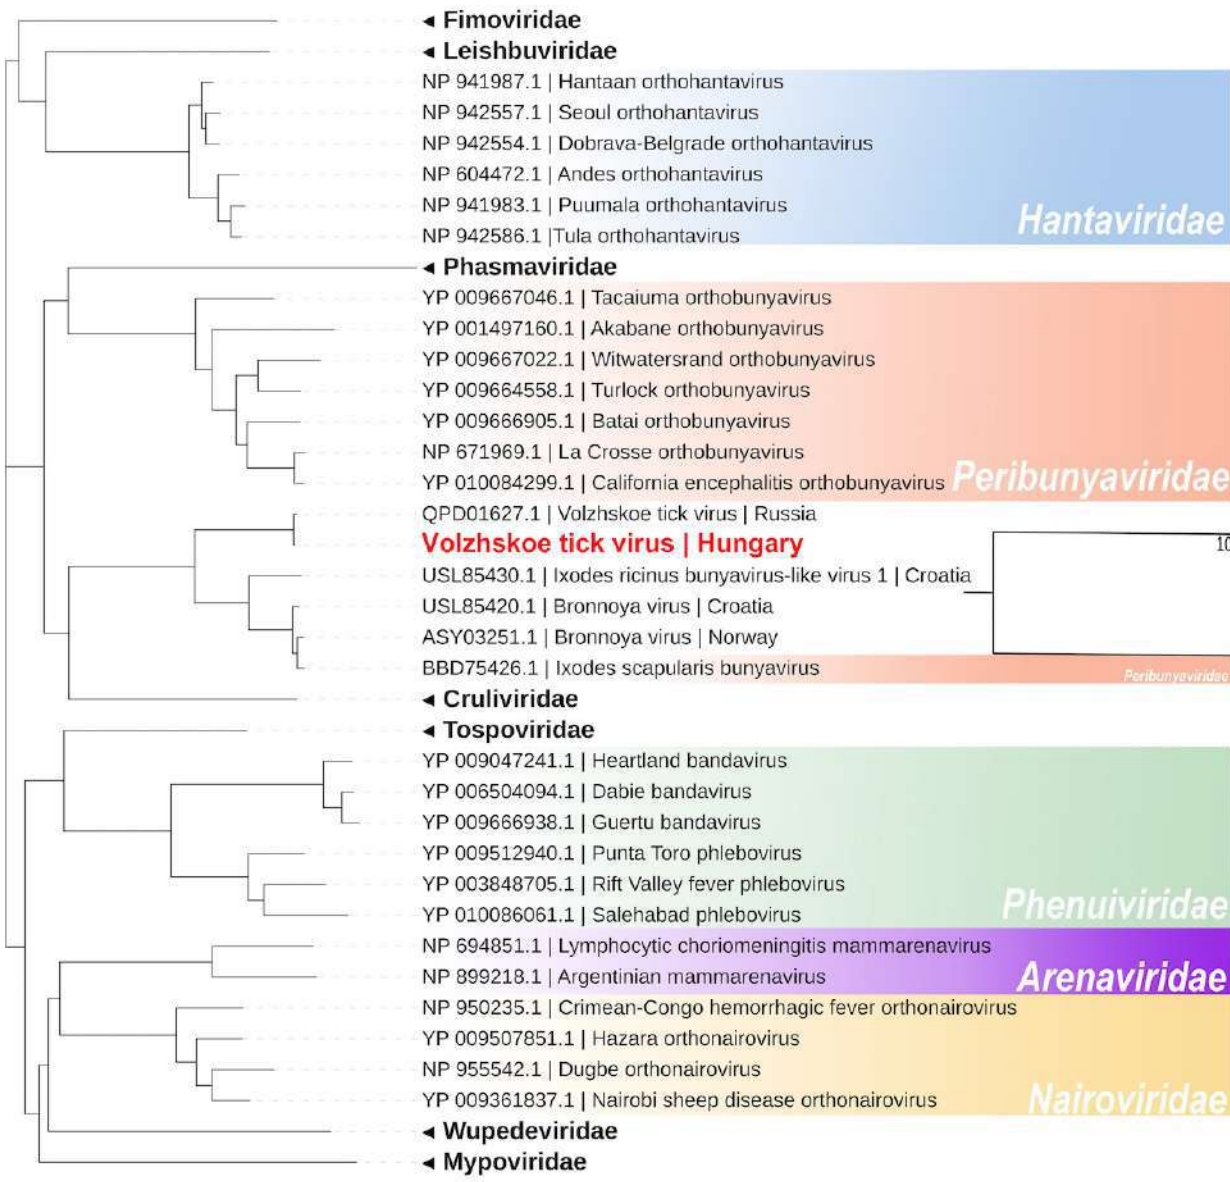 ◄ Fimoviridae
◄ Leishbuviridae
NP 941987.1 | Hantaan orthohantavirus
NP 942557.1 | Seoul orthohantavirus
NP 942554.1 | Dobrava-Belgrade orthohantavirus
NP 604472.1 | Andes orthohantavirus
NP 941983.1 | Puumala orthohantavirus
NP 942586.1 |Tula orthohantavirus
Hantaviridae
◄ Phasmaviridae
YP 009667046.1 | Tacaiuma orthobunyavirus
YP 001497160.1 | Akabane orthobunyavirus
YP 009667022.1 | Witwatersrand orthobunyavirus
YP 009664558.1 | Turlock orthobunyavirus
YP 009666905.1 | Batai orthobunyavirus
NP 671969.1 | La Crosse orthobunyavirus
YP 010084299.1 | California encephalitis orthobunyavirus
Peribunyaviridae
QPD01627.1 | Volzhskoe tick virus | Russia
Volzhskoe tick virus | Hungary
10
USL85430.1 | Ixodes ricinus bunyavirus-like virus 1 | Croatia
USL85420.1 | Bronnoya virus | Croatia
ASY03251.1 | Bronnoya virus | Norway
BBD75426.1 | Ixodes scapularis bunyavirus
Peribunyaviridae
◄ Cruliviridae
◄ Tospoviridae
YP 009047241.1 | Heartland bandavirus
YP 006504094.1 | Dabie bandavirus
YP 009666938.1 | Guertu bandavirus
YP 009512940.1 | Punta Toro phlebovirus
YP 003848705.1 | Rift Valley fever phlebovirus
YP 010086061.1 | Salehabad phlebovirus
Phenuiviridae
NP 694851.1 | Lymphocytic choriomeningitis mammarenavirus
NP 899218.1 | Argentinian mammarenavirus
Arenaviridae
NP 950235.1 | Crimean-Congo hemorrhagic fever orthonairovirus
YP 009507851.1 | Hazara orthonairovirus
NP 955542.1 | Dugbe orthonairovirus
YP 009361837.1 | Nairobi sheep disease orthonairovirus
Nairoviridae
◄ Wupedeviridae
◄ Mypoviridae